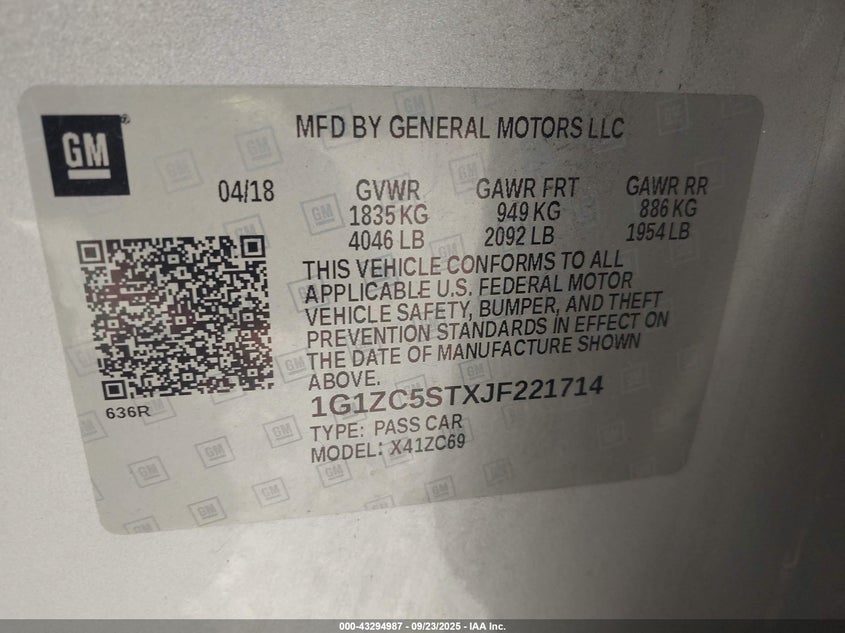 GM
MFD BY GENERAL MOTORS LLC
04/18 GVWR GAWR FRT GAWR RR
1835 KG 949 KG 886 KG
4046 LB 2092 LB 1954 LB
THIS VEHICLE CONFORMS TO ALL
APPLICABLE U.S. FEDERAL MOTOR
VEHICLE SAFETY, BUMPER, AND THEFT
PREVENTION STANDARDS IN EFFECT ON
THE DATE OF MANUFACTURE SHOWN
ABOVE.
636R
1G1ZC5STXJF221714
TYPE: PASS CAR
MODEL: X41ZC69
000-43294987 - 09/23/2025 - IAA Inc.